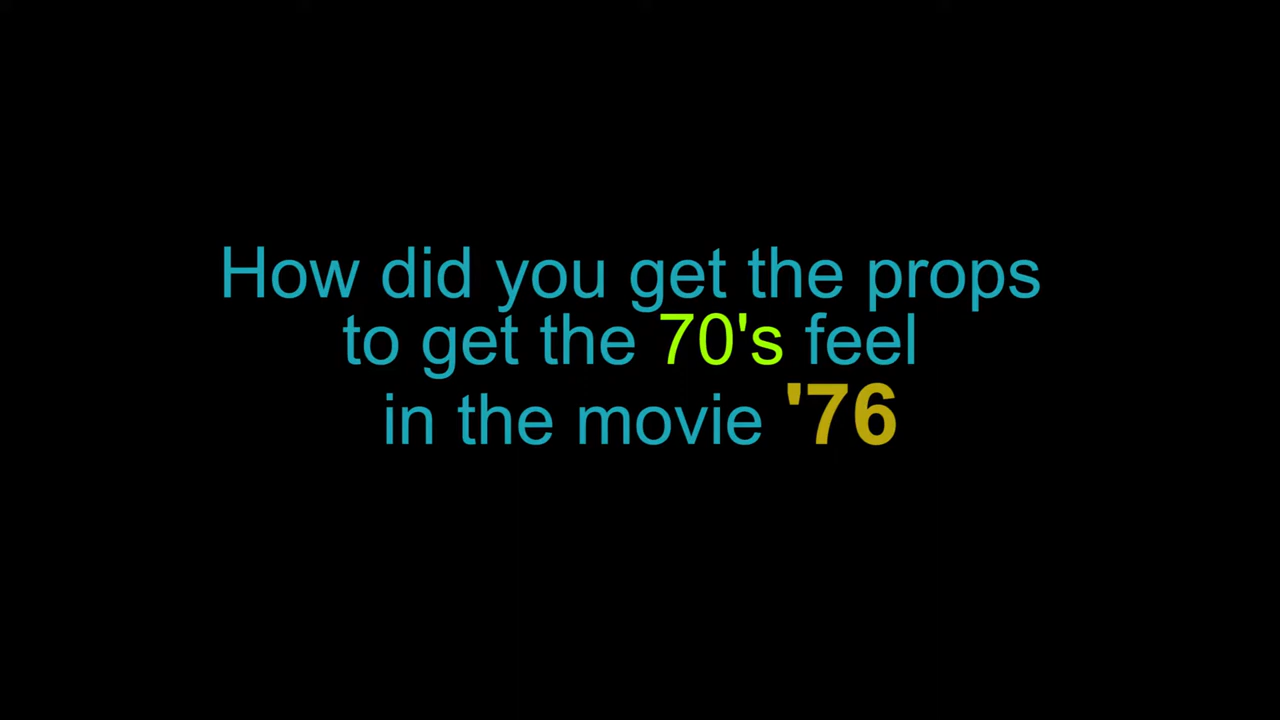 How did you get the props
to get the 70's feel
in the movie '76